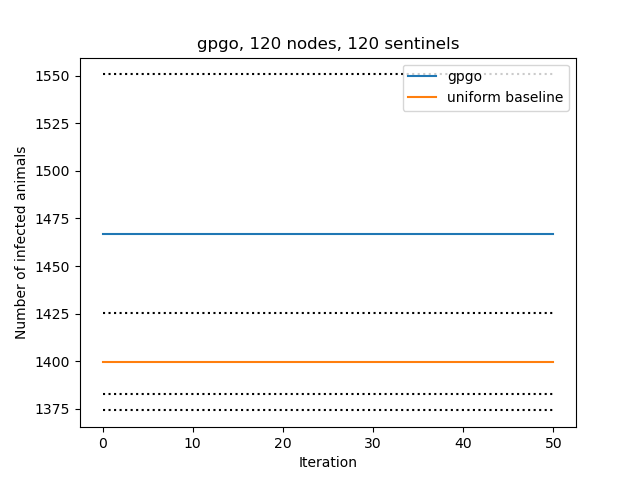 gpgo, 120 nodes, 120 sentinels
gpgo
uniform baseline
Number of infected animals
1550
1525
1500
1475
1450
1425
1400
1375
0 10 20 30 40 50
Iteration